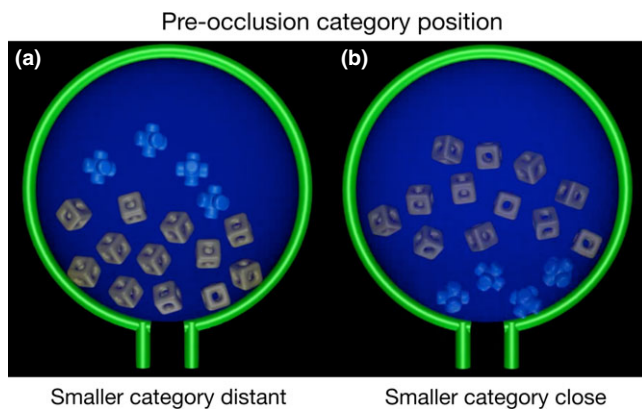 Pre-occlusion category position
(a)
(b)
Smaller category distant
Smaller category close